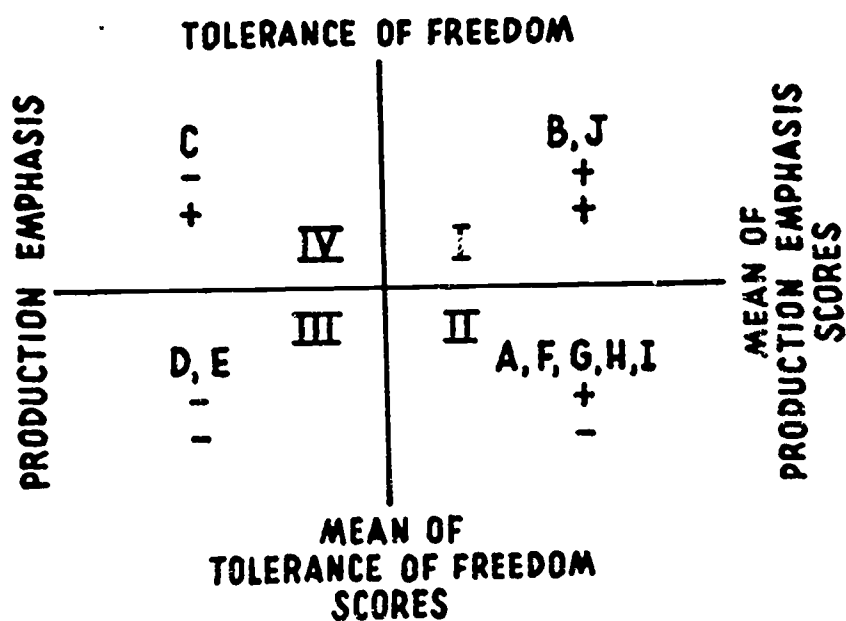 TOLERANCE OF FREEDOM
PRODUCTION EMPHASIS
C
-
+
B, J
+
+
IV
I
MEAN OF
PRODUCTION EMPHASIS
SCORES
III
II
D, E
-
-
A, F, G, H, I
+
-
MEAN OF
TOLERANCE OF FREEDOM
SCORES